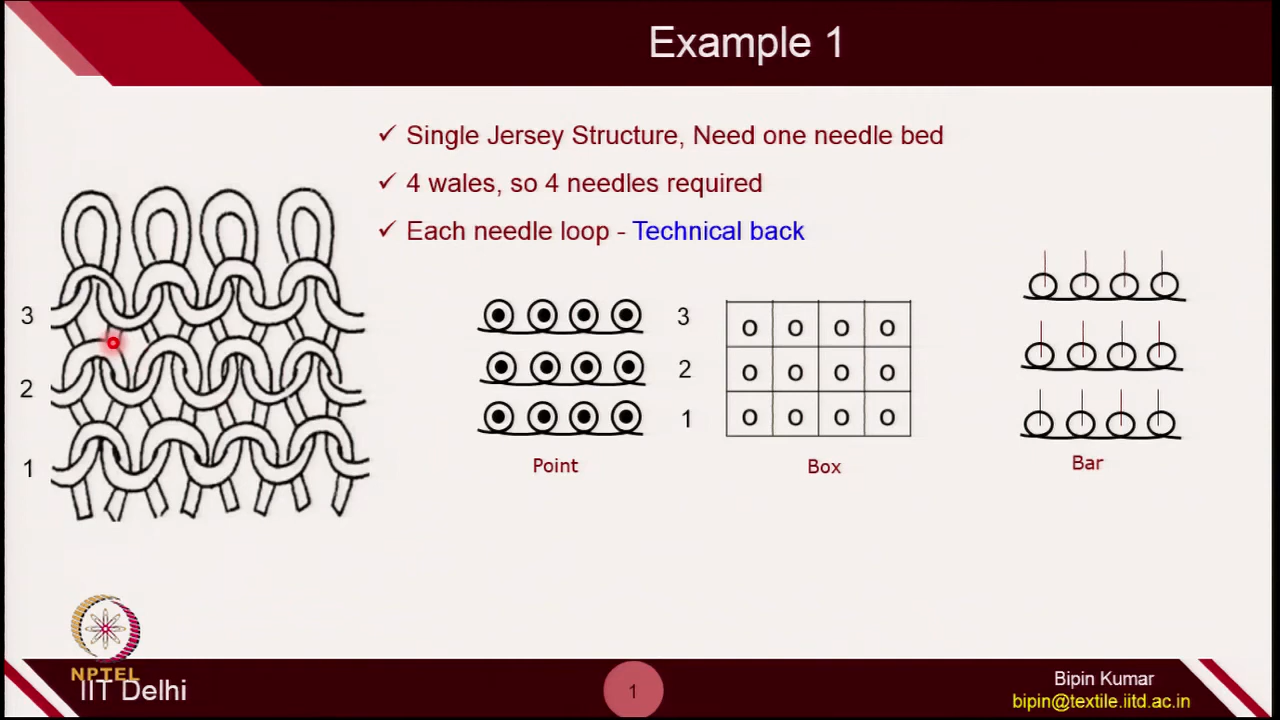 Example 1
✓ Single Jersey Structure, Need one needle bed
✓ 4 wales, so 4 needles required
✓ Each needle loop - Technical back
3
2
1
3
2
1
Point
o o o o
o o o o
o o o o
Box
Bar
NPTEL
IIT Delhi
1
Bipin Kumar
bipin@textile.iitd.ac.in